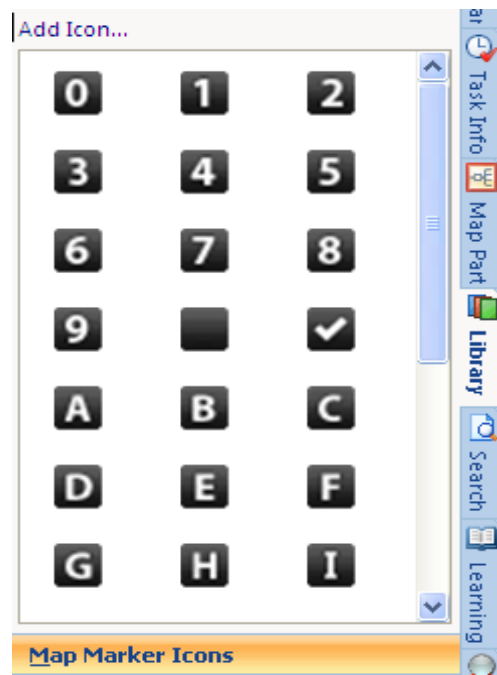 Add Icon...
0 1 2
3 4 5
6 7 8
9
A B C
D E F
G H I
Map Marker Icons
Task Info
Map Part
Library
Search
Learning